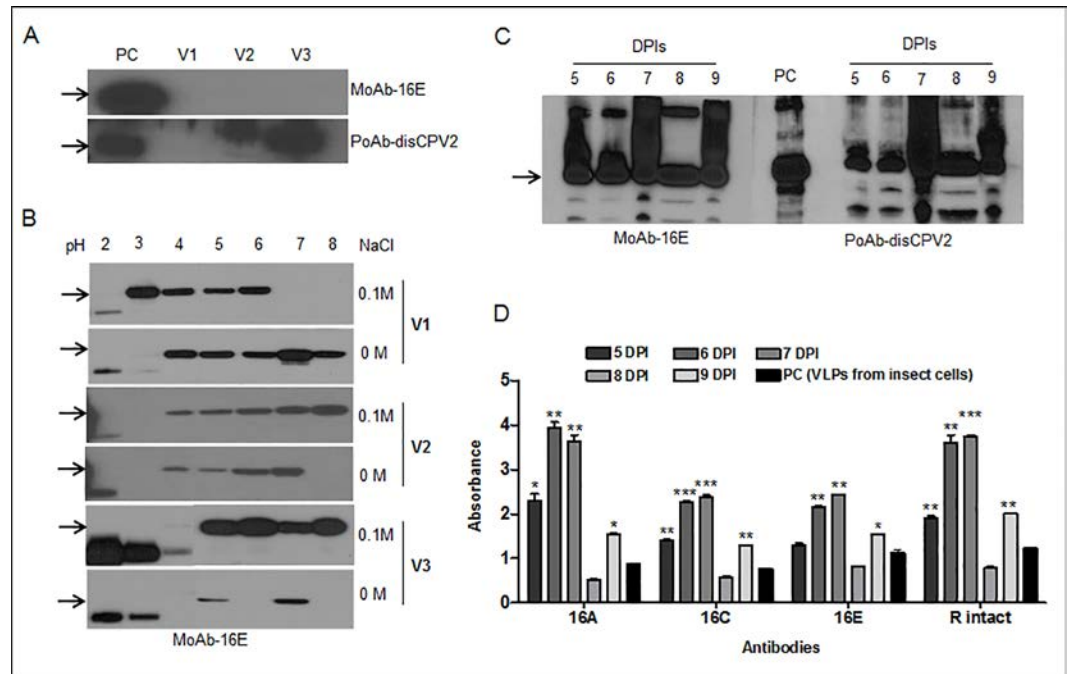 A
PC V1 V2 V3
MoAb-16E
PoAb-disCPV2
B
pH 2 3 4 5 6 7 8 NaCl
0.1M
0 M
V1
0.1M
0 M
V2
0.1M
0 M
V3
MoAb-16E
C
DPIs DPIs
5 6 7 8 9 PC 5 6 7 8 9
MoAb-16E PoAb-disCPV2
D
5 DPI 6 DPI 7 DPI
8 DPI 9 DPI PC (VLPs from insect cells)
Absorbance
5
4
3
2
1
0
* ** ** *
** *** *** **
** ** *
** ** *** **
16A 16C 16E R intact
Antibodies